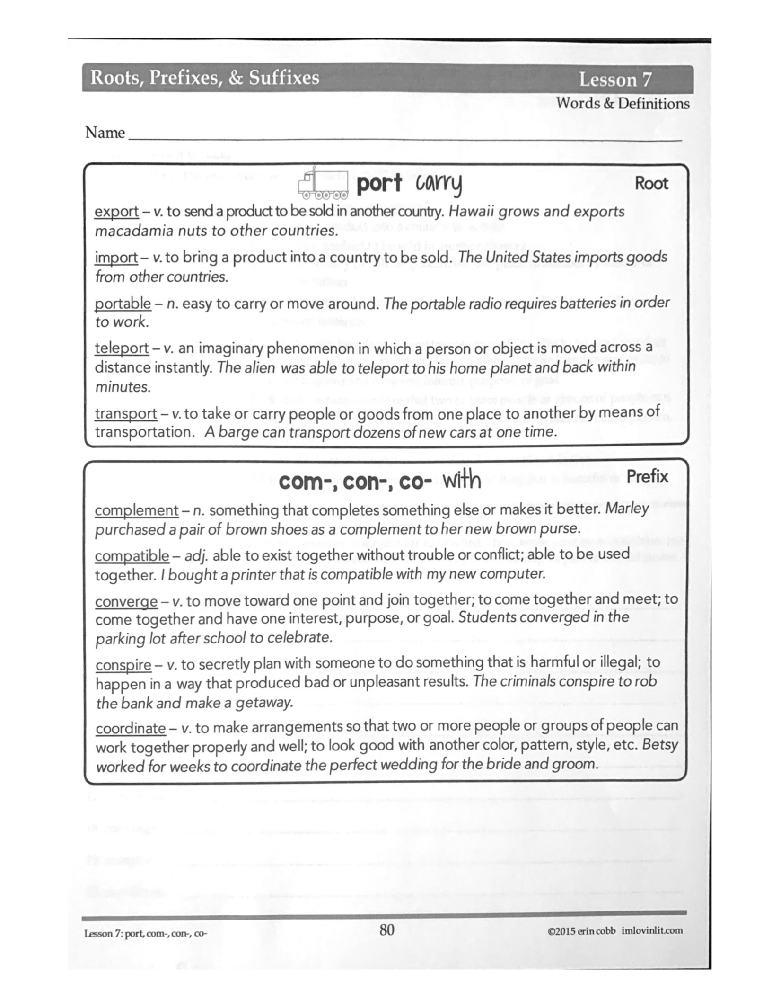 Roots, Prefixes, & Suffixes Lesson 7
Words & Definitions
Name
port carry Root
export – v. to send a product to be sold in another country. Hawaii grows and exports
macadamia nuts to other countries.
import – v. to bring a product into a country to be sold. The United States imports goods
from other countries.
portable – n. easy to carry or move around. The portable radio requires batteries in order
to work.
teleport – v. an imaginary phenomenon in which a person or object is moved across a
distance instantly. The alien was able to teleport to his home planet and back within
minutes.
transport – v. to take or carry people or goods from one place to another by means of
transportation. A barge can transport dozens of new cars at one time.
com-, con-, co- with Prefix
complement – n. something that completes something else or makes it better. Marley
purchased a pair of brown shoes as a complement to her new brown purse.
compatible – adj. able to exist together without trouble or conflict; able to be used
together. I bought a printer that is compatible with my new computer.
converge – v. to move toward one point and join together; to come together and meet; to
come together and have one interest, purpose, or goal. Students converged in the
parking lot after school to celebrate.
conspire – v. to secretly plan with someone to do something that is harmful or illegal; to
happen in a way that produced bad or unpleasant results. The criminals conspire to rob
the bank and make a getaway.
coordinate – v. to make arrangements so that two or more people or groups of people can
work together properly and well; to look good with another color, pattern, style, etc. Betsy
worked for weeks to coordinate the perfect wedding for the bride and groom.
Lesson 7: port, com-, con-, co- 80 ©2015 erin cobb imlovinlit.com